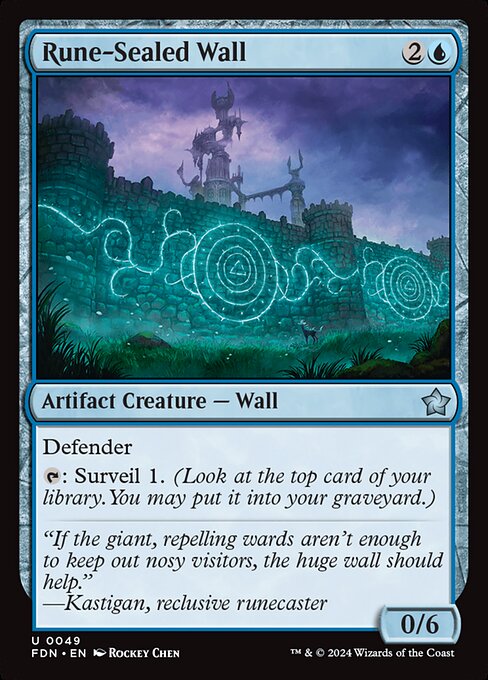 Rune-Sealed Wall 2
Artifact Creature — Wall
Defender
: Surveil 1. (Look at the top card of your
library. You may put it into your graveyard.)
“If the giant, repelling wards aren’t enough
to keep out nosy visitors, the huge wall should
help.”
—Kastigan, reclusive runecaster
0/6
U 0049
FDN • EN Rockey Chen
™ & © 2024 Wizards of the Coast